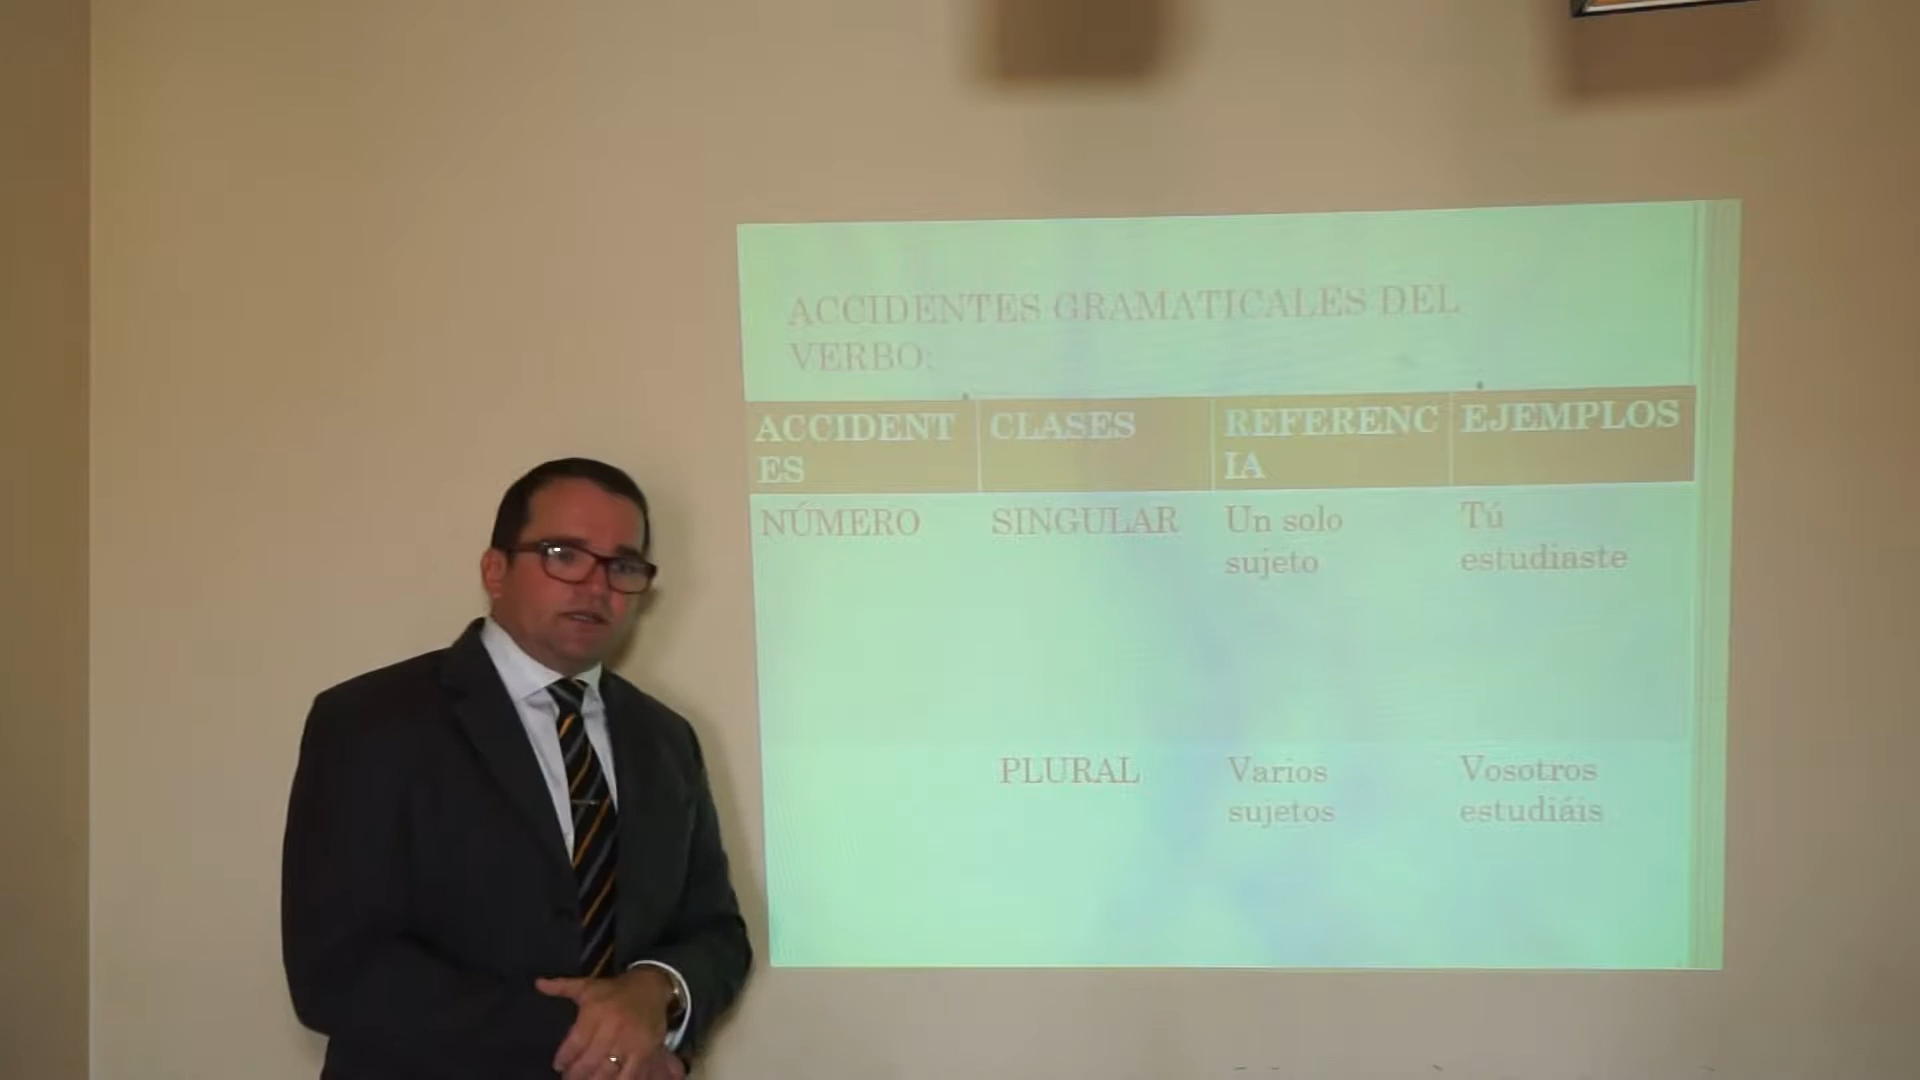 ACCIDENTES GRAMATICALES DEL
VERBO:
ACCIDENT
ES
CLASES
REFERENC
IA
EJEMPLOS
NÚMERO
SINGULAR
Un solo
sujeto
Tú
estudiaste
PLURAL
Varios
sujetos
Vosotros
estudiáis